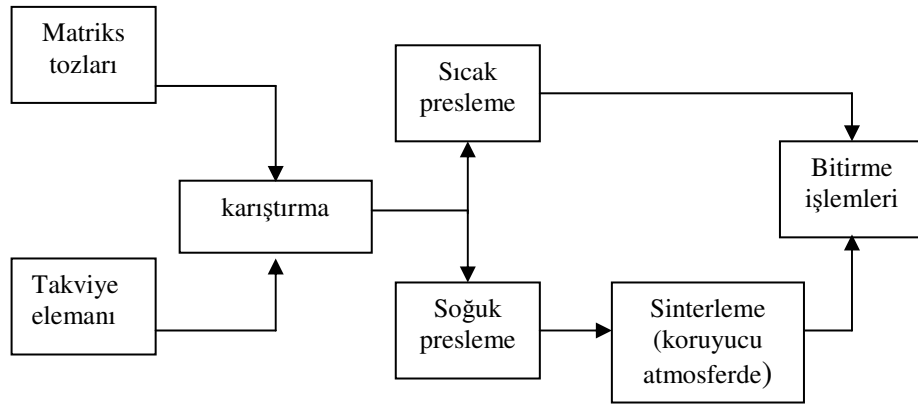 Matriks
tozları
Sıcak
presleme
Bitirme
işlemleri
karıştırma
Takviye
elemanı
Soğuk
presleme
Sinterleme
(koruyucu
atmosferde)